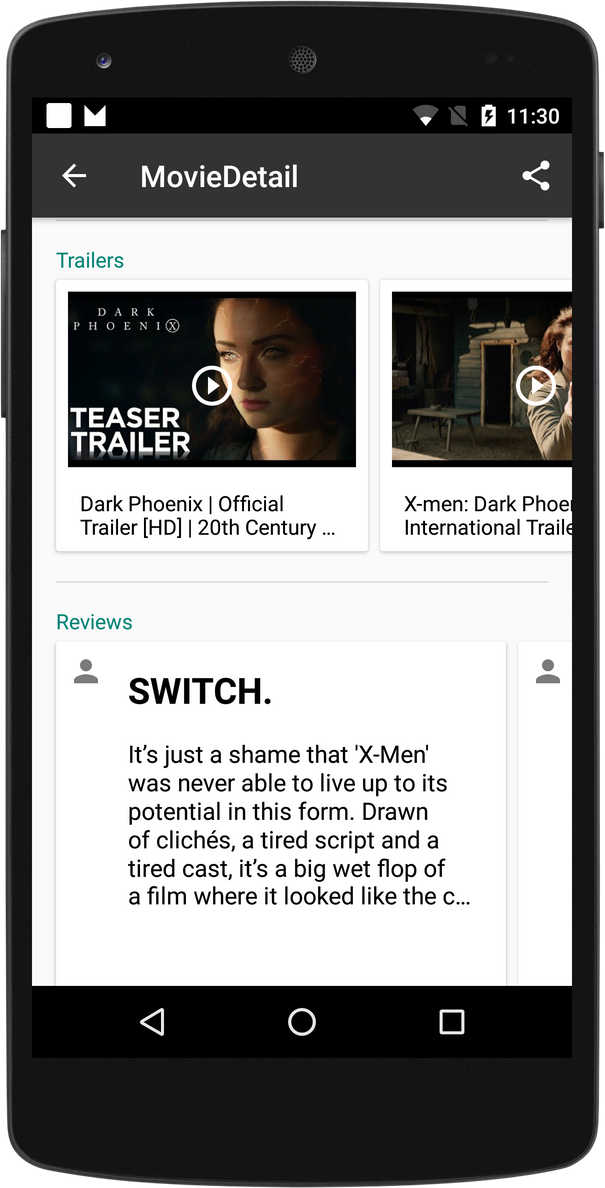 11:30
MovieDetail
Trailers
DARK
PHOENIX
TEASER
TRAILER
Dark Phoenix | Official
Trailer [HD] | 20th Century ...
X-men: Dark Phoe
International Traile
Reviews
SWITCH.
It’s just a shame that 'X-Men'
was never able to live up to its
potential in this form. Drawn
of clichés, a tired script and a
tired cast, it’s a big wet flop of
a film where it looked like the c...